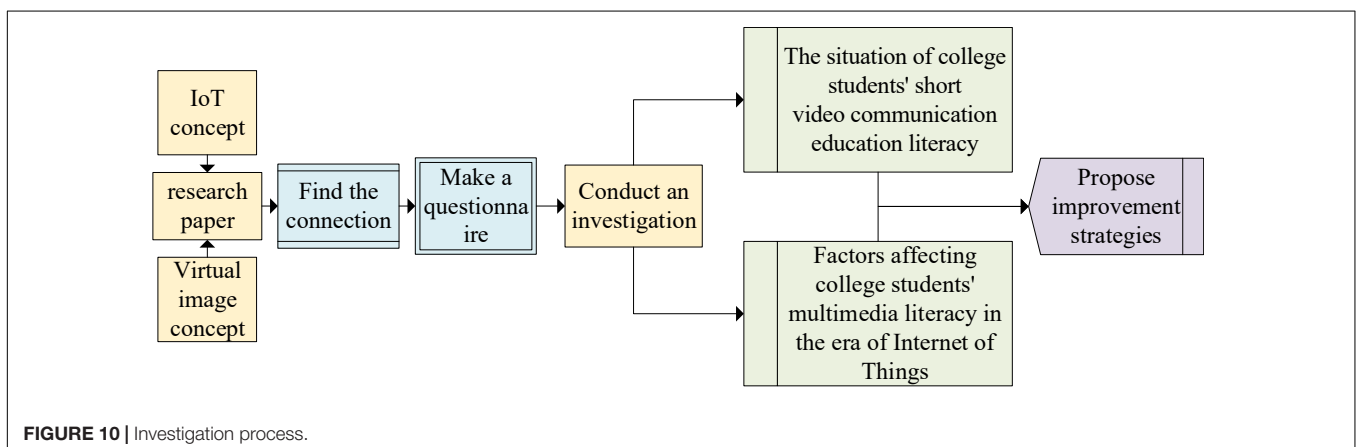 IoT
concept
research
paper
Virtual
image
concept
Find the
connection
Make a
questionna
ire
Conduct an
investigation
The situation of college
students' short
video communication
education literacy
Factors affecting
college students'
multimedia literacy in
the era of Internet of
Things
Propose
improvement
strategies
FIGURE 10 | Investigation process.